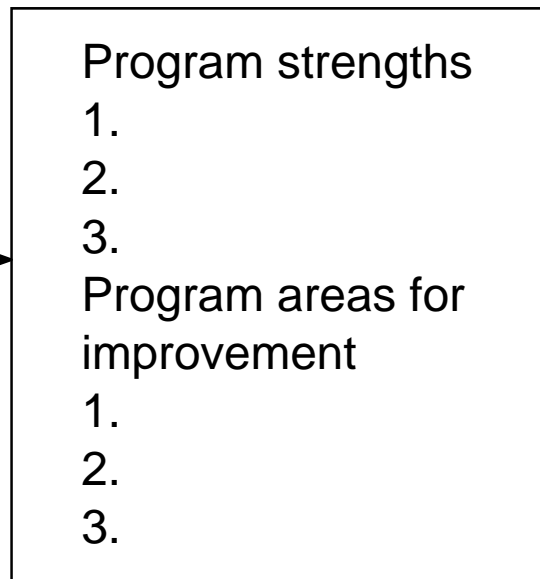 Program strengths
1.
2.
3.
Program areas for
improvement
1.
2.
3.